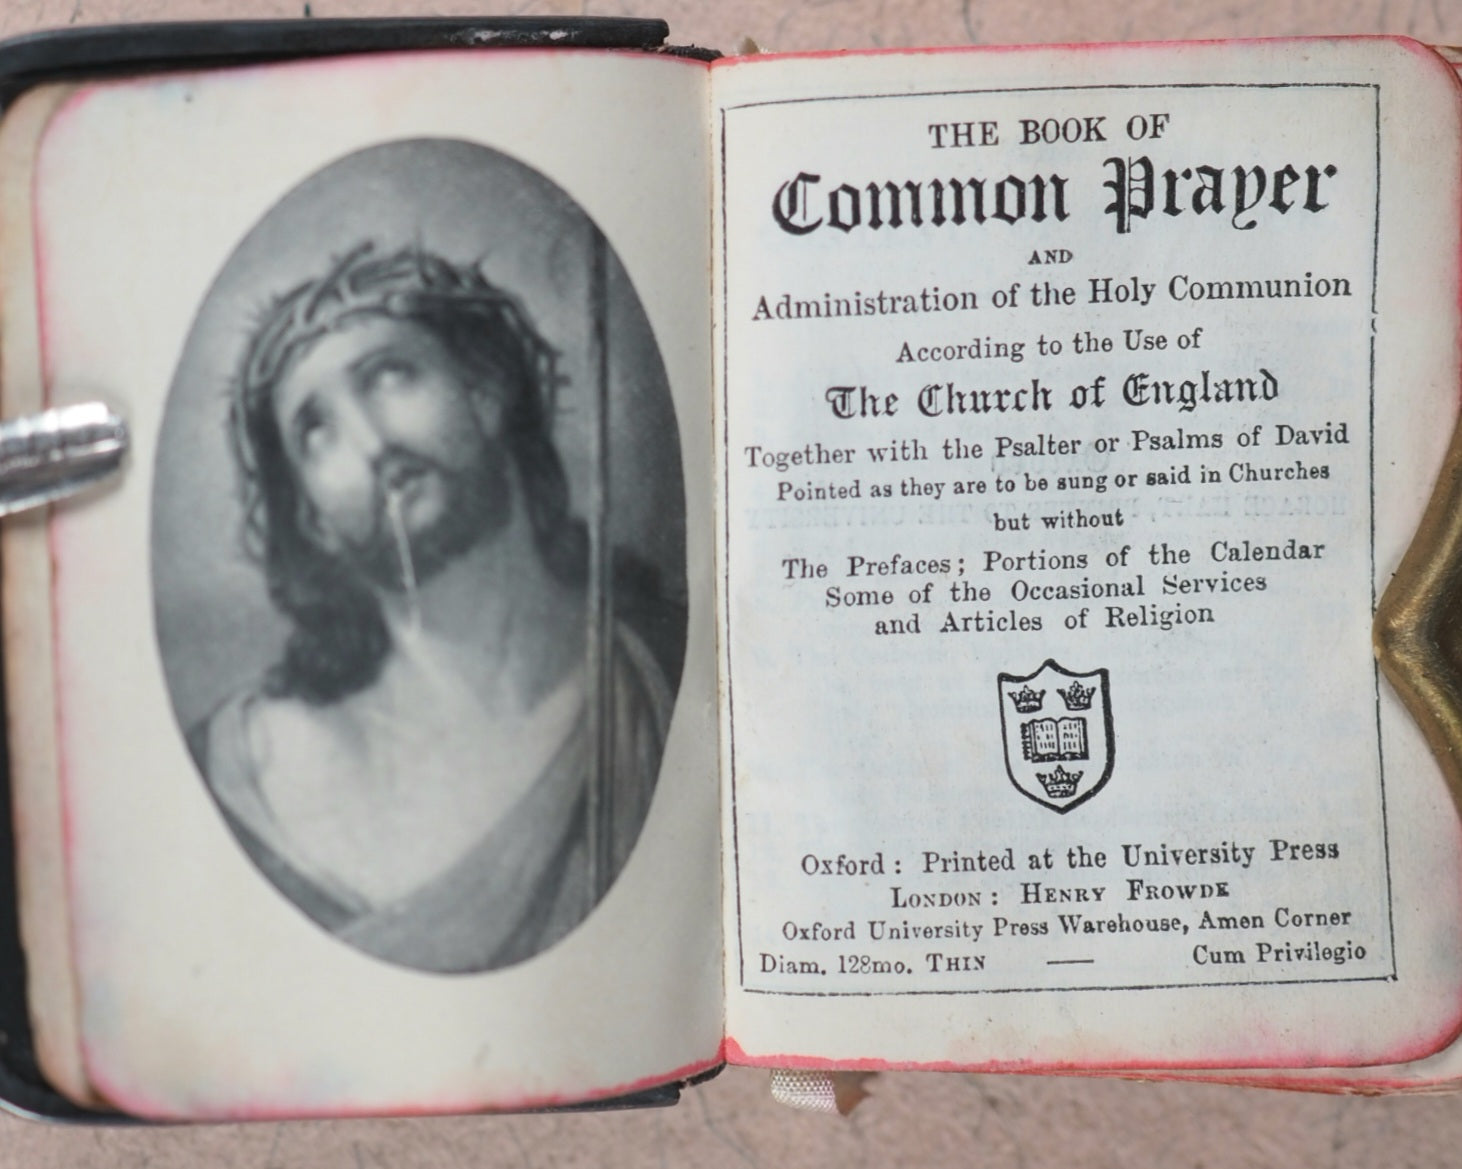 THE BOOK OF
Common Prayer
AND
Administration of the Holy Communion
According to the Use of
The Church of England
Together with the Psalter or Psalms of David
Pointed as they are to be sung or said in Churches
but without
The Prefaces; Portions of the Calendar
Some of the Occasional Services
and Articles of Religion
Oxford: Printed at the University Press
LONDON: HENRY FROWDE
Oxford University Press Warehouse, Amen Corner
Diam. 128mo. THIN — Cum Privilegio